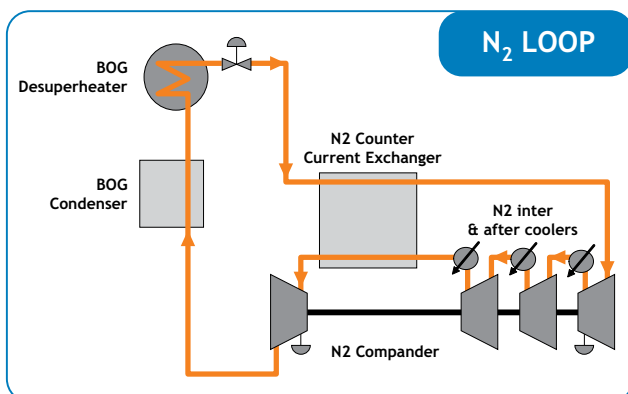 N₂ LOOP
BOG
Desuperheater
N2 Counter
Current Exchanger
BOG
Condenser
N2 inter
& after coolers
N2 Compander